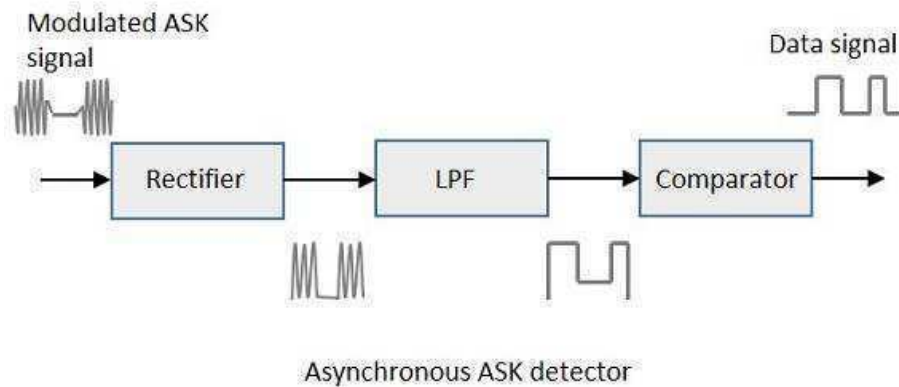 Modulated ASK
signal
Data signal
Rectifier
LPF
Comparator
Asynchronous ASK detector